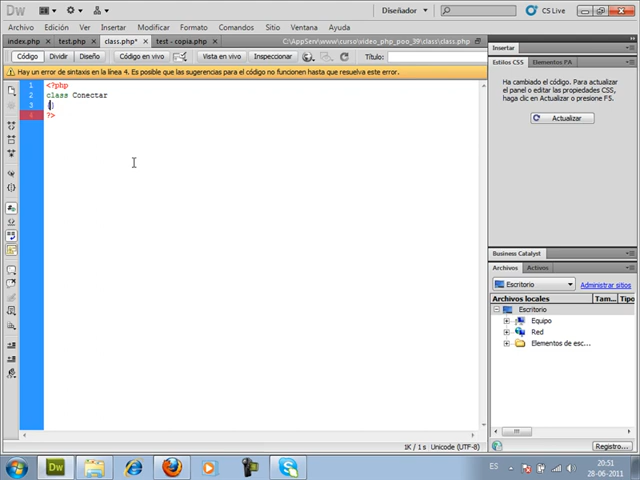 Dw
Diseñador
CS Live
Archivo Edición Ver Insertar Modificar Formato Comandos Sitio Ventana Ayuda
index.php × test.php × class.php* × test - copia.php ×
C:\AppServ\www\curso\video_php_poo_39\class\class.php
Código Dividir Diseño Código en vivo Vista en vivo Inspeccionar Título:
Hay un error de sintaxis en la línea 4. Es posible que las sugerencias para el código no funcionen hasta que resuelva este error.
1 <?php
2 class Conectar
3 {}
4 ?>
Insertar
Estilos CSS Elementos PA
Ha cambiado el código. Para actualizar
el panel o editar las propiedades CSS,
haga clic en Actualizar o presione F5.
Actualizar
Business Catalyst
Archivos Activos
Escritorio Administrar sitios
Archivos locales Tam... Tipo
Escritorio
Equipo
Red
Elementos de esc...
1K / 1 s Unicode (UTF-8)
Registro...
Dw
ES
20:51
28-06-2011